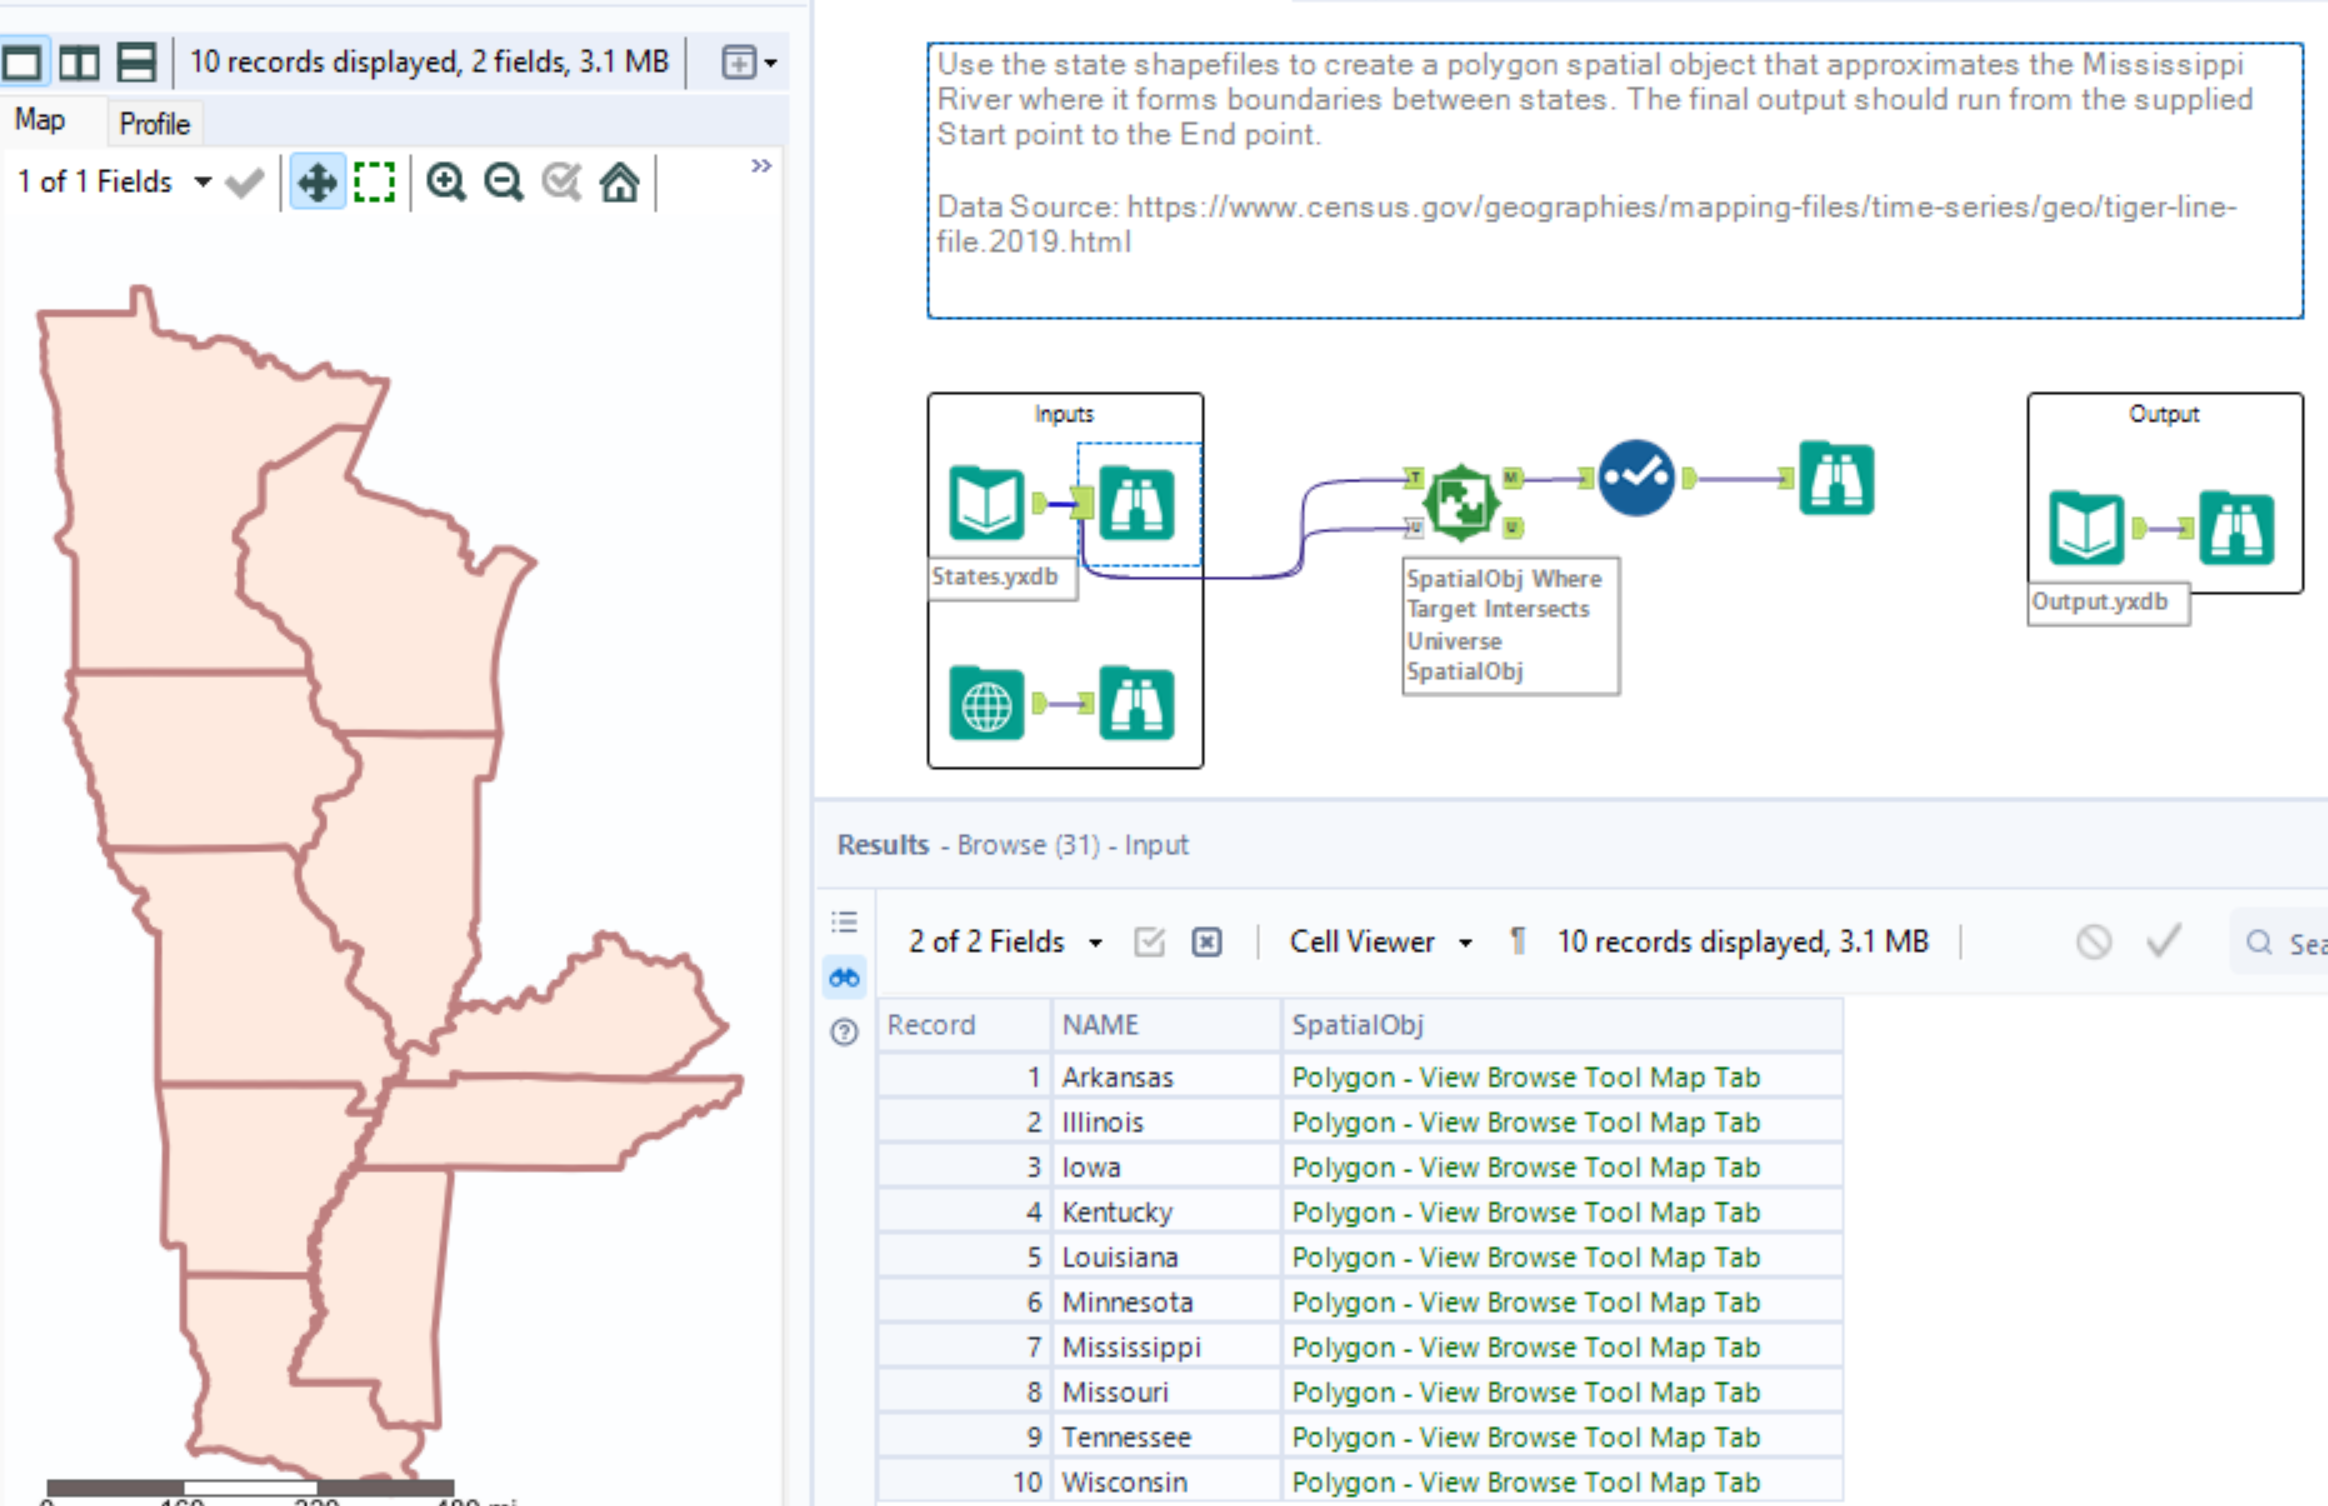 10 records displayed, 2 fields, 3.1 MB
Map
Profile
1 of 1 Fields
»
Use the state shapefiles to create a polygon spatial object that approximates the Mississippi
River where it forms boundaries between states. The final output should run from the supplied
Start point to the End point.
Data Source: https://www.census.gov/geographies/mapping-files/time-series/geo/tiger-line-
file.2019.html
Inputs
States.yxdb
T
U
M
U
SpatialObj Where
Target Intersects
Universe
SpatialObj
Output
Output.yxdb
Results - Browse (31) - Input
2 of 2 Fields
Cell Viewer
¶
10 records displayed, 3.1 MB
Sea
Record NAME SpatialObj
1 Arkansas Polygon - View Browse Tool Map Tab
2 Illinois Polygon - View Browse Tool Map Tab
3 Iowa Polygon - View Browse Tool Map Tab
4 Kentucky Polygon - View Browse Tool Map Tab
5 Louisiana Polygon - View Browse Tool Map Tab
6 Minnesota Polygon - View Browse Tool Map Tab
7 Mississippi Polygon - View Browse Tool Map Tab
8 Missouri Polygon - View Browse Tool Map Tab
9 Tennessee Polygon - View Browse Tool Map Tab
10 Wisconsin Polygon - View Browse Tool Map Tab